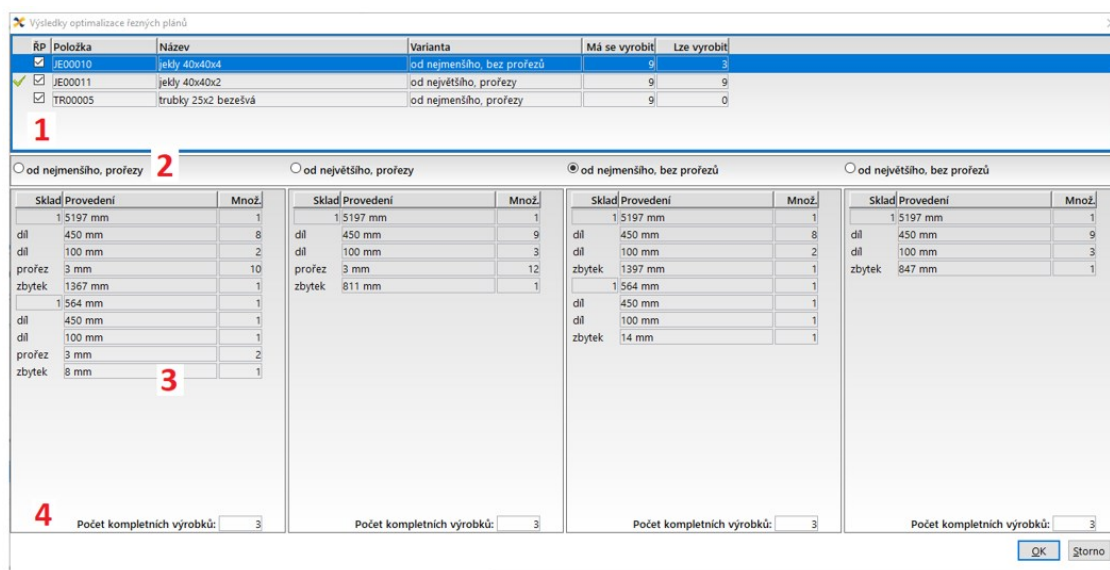 Výsledky optimalizace řezných plánů
ŘP Položka Název Varianta Má se vyrobit Lze vyrobit
JE00010 jekly 40x40x4 od nejmenšího, bez prořezů 9 3
JE00011 jekly 40x40x2 od největšího, prořezy 9 9
TR00005 trubky 25x2 bezešvá od nejmenšího, prořezy 9 0
1
2
od nejmenšího, prořezy od největšího, prořezy od nejmenšího, bez prořezů od největšího, bez prořezů
Sklad Provedení Množ.
1 5197 mm 1
díl 450 mm 8
díl 100 mm 2
prořez 3 mm 10
zbytek 1367 mm 1
1 564 mm 1
díl 450 mm 1
díl 100 mm 1
prořez 3 mm 2
zbytek 8 mm 1
3
4
Počet kompletních výrobků: 3
Sklad Provedení Množ.
1 5197 mm 1
díl 450 mm 9
díl 100 mm 3
prořez 3 mm 12
zbytek 811 mm 1
Počet kompletních výrobků: 3
Sklad Provedení Množ.
1 5197 mm 1
díl 450 mm 8
díl 100 mm 2
zbytek 1397 mm 1
1 564 mm 1
díl 450 mm 1
díl 100 mm 1
zbytek 14 mm 1
Počet kompletních výrobků: 3
Sklad Provedení Množ.
1 5197 mm 1
díl 450 mm 9
díl 100 mm 3
zbytek 847 mm 1
Počet kompletních výrobků: 3
OK Storno